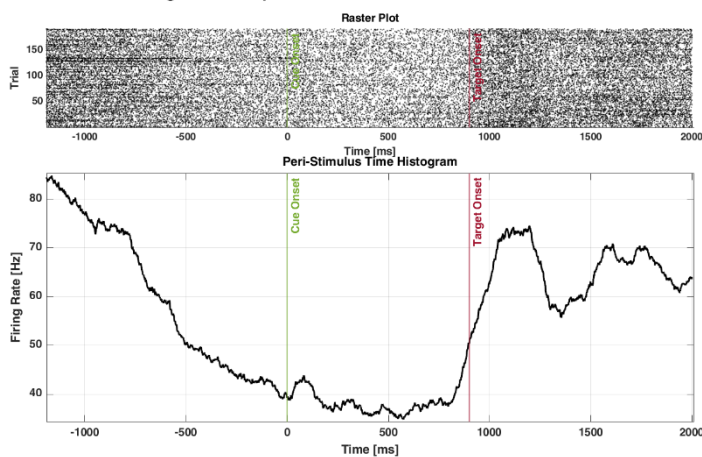 Raster Plot
Trial
150
100
50
Cue Onset
Target Onset
-1000 -500 0 500 1000 1500 2000
Time [ms]
Peri-Stimulus Time Histogram
Firing Rate [Hz]
80
70
60
50
40
Cue Onset
Target Onset
-1000 -500 0 500 1000 1500 2000
Time [ms]